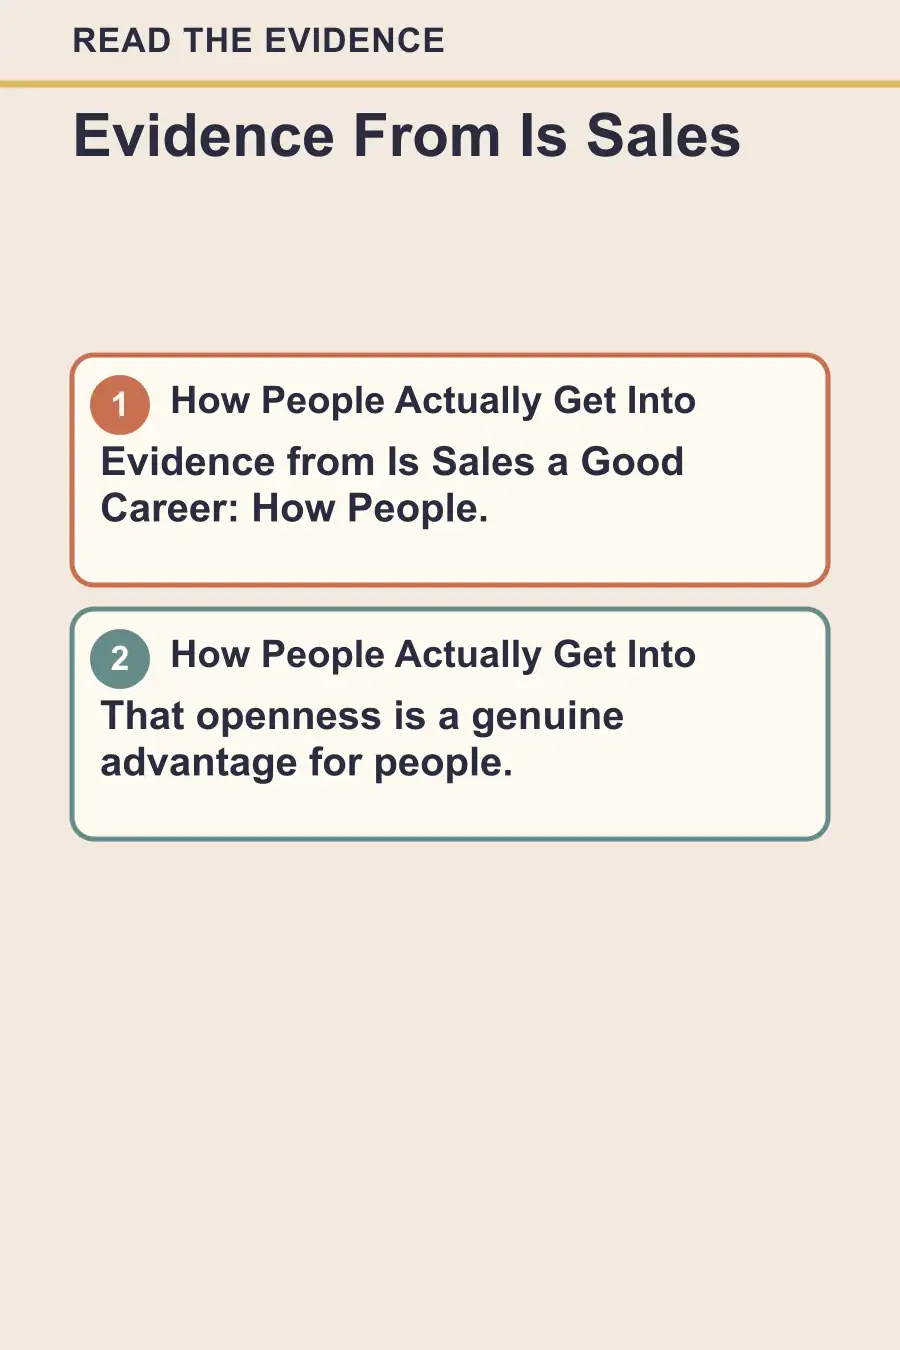 READ THE EVIDENCE
Evidence From Is Sales
1 How People Actually Get Into
Evidence from Is Sales a Good
Career: How People.
2 How People Actually Get Into
That openness is a genuine
advantage for people.